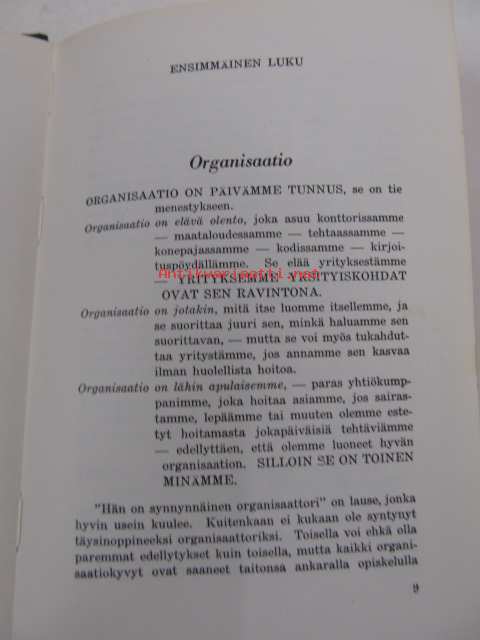 ENSIMMÄINEN LUKU
Organisaatio
ORGANISAATIO ON PÄIVÄMME TUNNUS, se on tie
menestykseen.
Organisaatio on elävä olento, joka asuu konttorissamme
— maataloudessamme — tehtaassamme —
konepajassamme — kodissamme — kirjoi-
tuspöydällämme. Se elää yrityksestämme
— YRITYKSEMME YKSITYISKOHDAT
OVAT SEN RAVINTONA.
Organisaatio on jotakin, mitä itse luomme itsellemme, ja
se suorittaa juuri sen, minkä haluamme sen
suorittavan, — mutta se voi myös tukahdut-
taa yritystämme, jos annamme sen kasvaa
ilman huolellista hoitoa.
Organisaatio on lähin apulaisemme, — paras yhtiökump-
panimme, joka hoitaa asiamme, jos sairas-
tamme, lepäämme tai muuten olemme este-
tyt hoitamasta jokapäiväisiä tehtäviämme
— edellyttäen, että olemme luoneet hyvän
organisaation. SILLOIN SE ON TOINEN
MINÄMME.
"Hän on synnynnäinen organisaattori" on lause, jonka
hyvin usein kuulee. Kuitenkaan ei kukaan ole syntynyt
täysinoppineeksi organisaattoriksi. Toisella voi ehkä olla
paremmat edellytykset kuin toisella, mutta kaikki organi-
saatiokyvyt ovat saaneet taitonsa ankaralla opiskelulla
9
Antikvariaatti.net